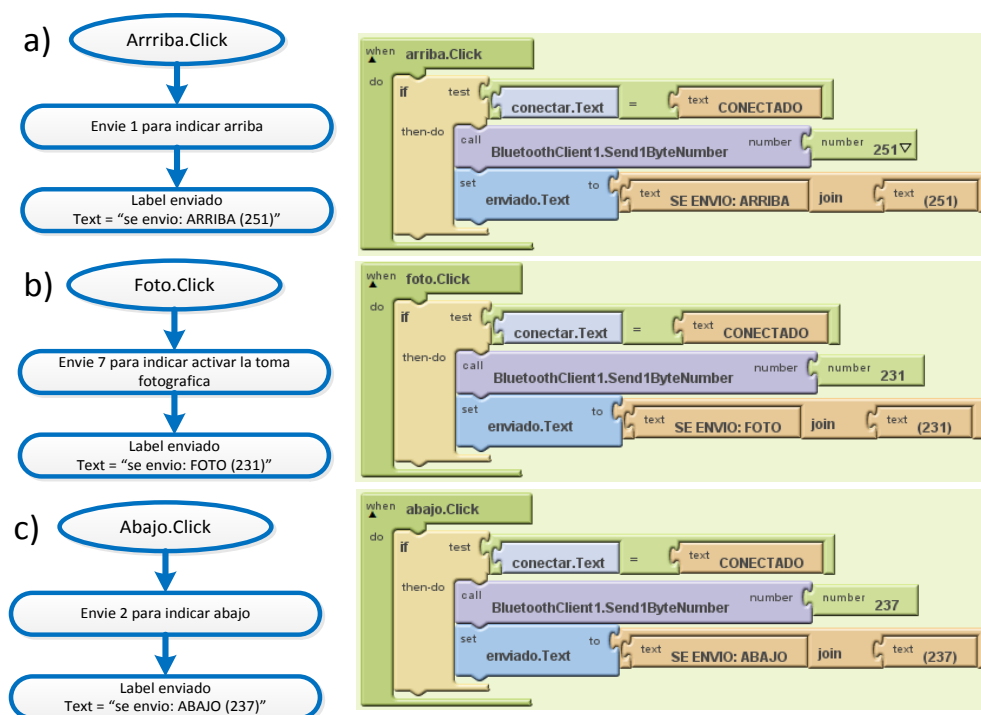 a)
Arrriba.Click
Envie 1 para indicar arriba
Label enviado
Text = “se envio: ARRIBA (251)”
when arriba.Click
do
if test conectar.Text = text CONECTADO
then-do
call BluetoothClient1.Send1ByteNumber number number 251
set enviado.Text to text SE ENVIO: ARRIBA join text (251)
b)
Foto.Click
Envie 7 para indicar activar la toma
fotografica
Label enviado
Text = “se envio: FOTO (231)”
when foto.Click
do
if test conectar.Text = text CONECTADO
then-do
call BluetoothClient1.Send1ByteNumber number number 231
set enviado.Text to text SE ENVIO: FOTO join text (231)
c)
Abajo.Click
Envie 2 para indicar abajo
Label enviado
Text = “se envio: ABAJO (237)”
when abajo.Click
do
if test conectar.Text = text CONECTADO
then-do
call BluetoothClient1.Send1ByteNumber number number 237
set enviado.Text to text SE ENVIO: ABAJO join text (237)